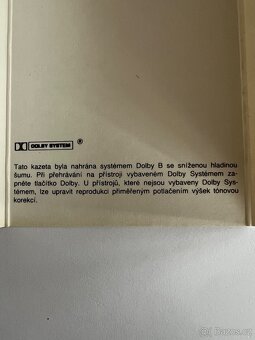 DOLBY SYSTEM ®
Tato kazeta byla nahrána systémem Dolby B se sníženou hladinou
šumu. Při přehrávání na přístroji vybaveném Dolby Systémem za-
pněte tlačítko Dolby. U přístrojů, které nejsou vybaveny Dolby Sys-
témem, lze upravit reprodukci přiměřeným potlačením výšek tónovou
korekcí.
Bazoš.cz